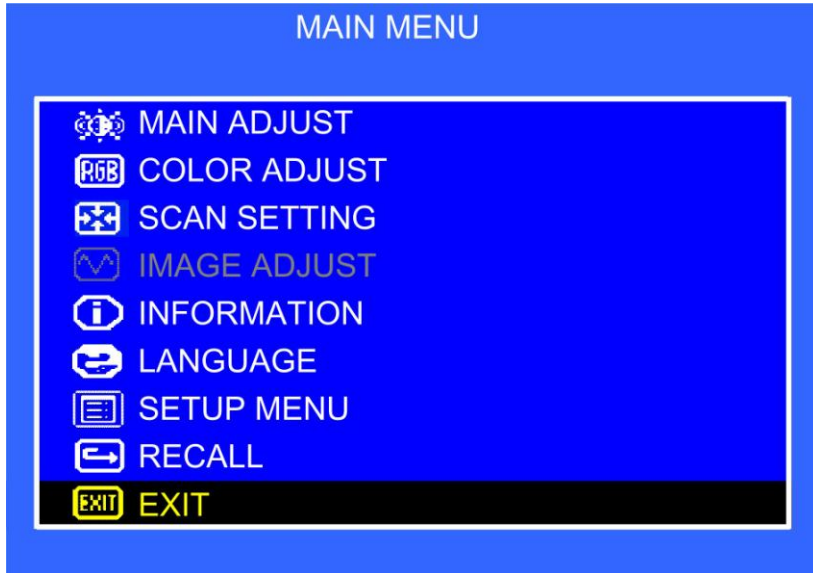 MAIN MENU
MAIN ADJUST
RGB COLOR ADJUST
SCAN SETTING
IMAGE ADJUST
INFORMATION
LANGUAGE
SETUP MENU
RECALL
EXIT EXIT